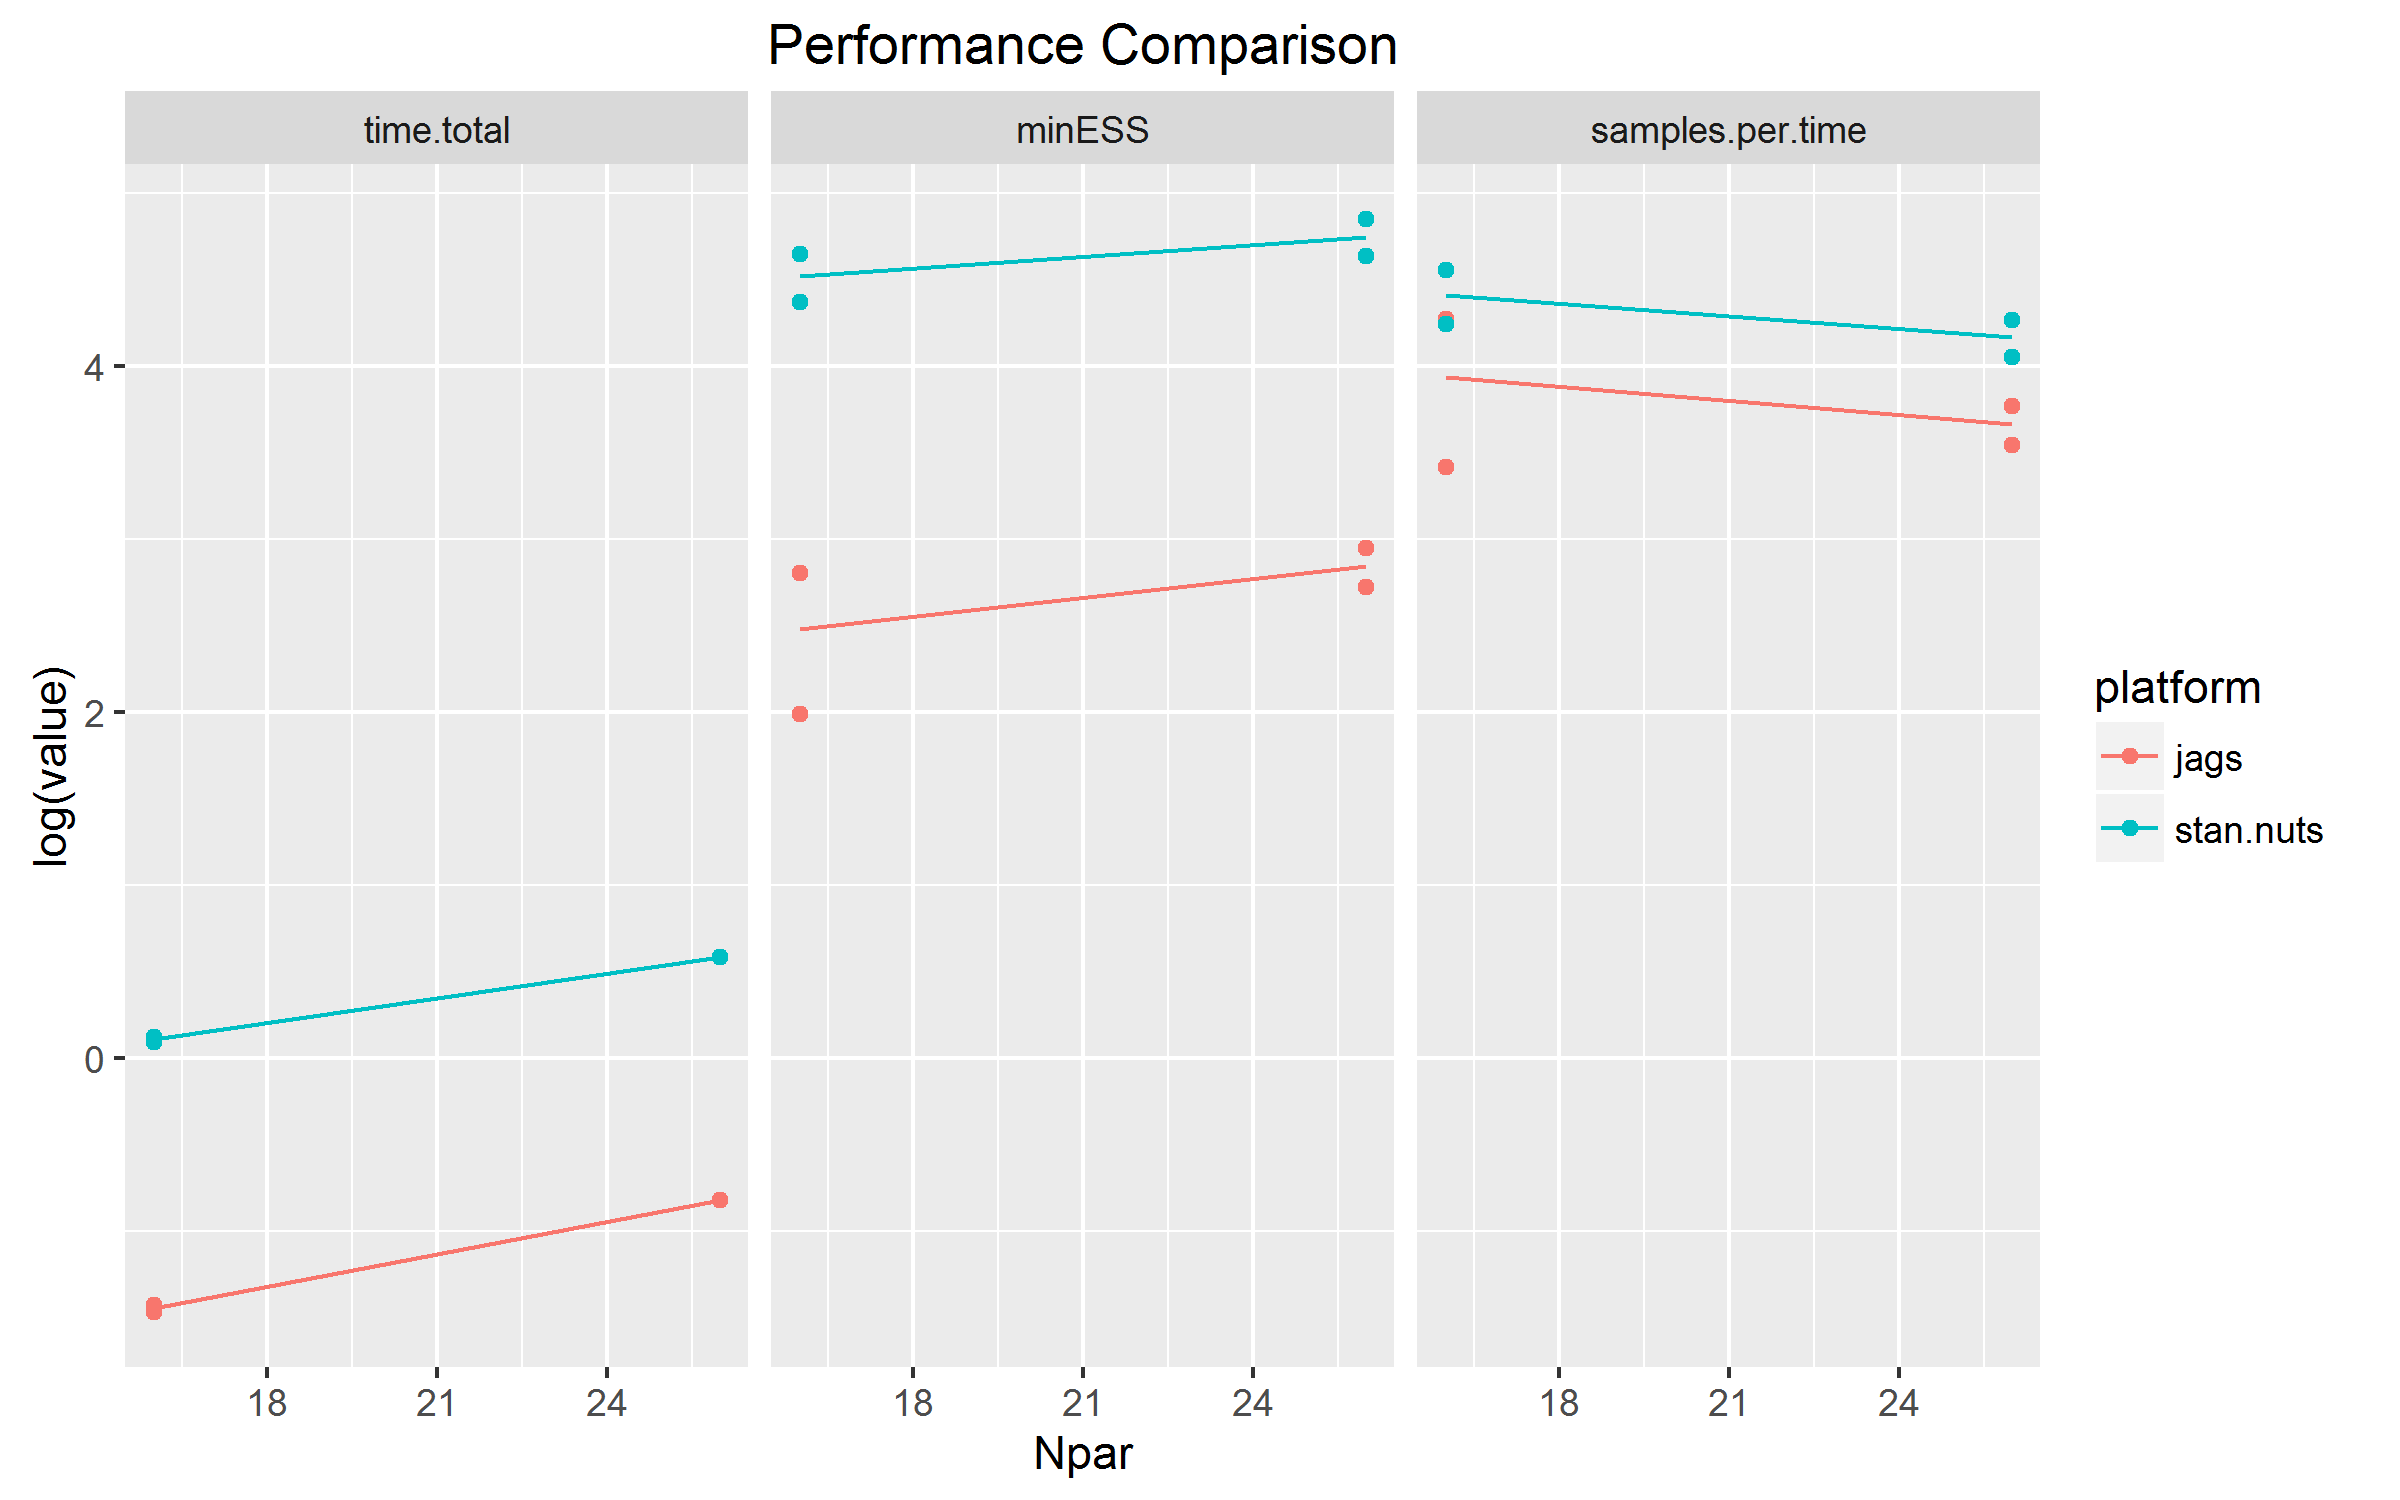 Performance Comparison
time.total minESS samples.per.time
log(value)
4
2
0
18 21 24 18 21 24 18 21 24
Npar
platform
jags
stan.nuts